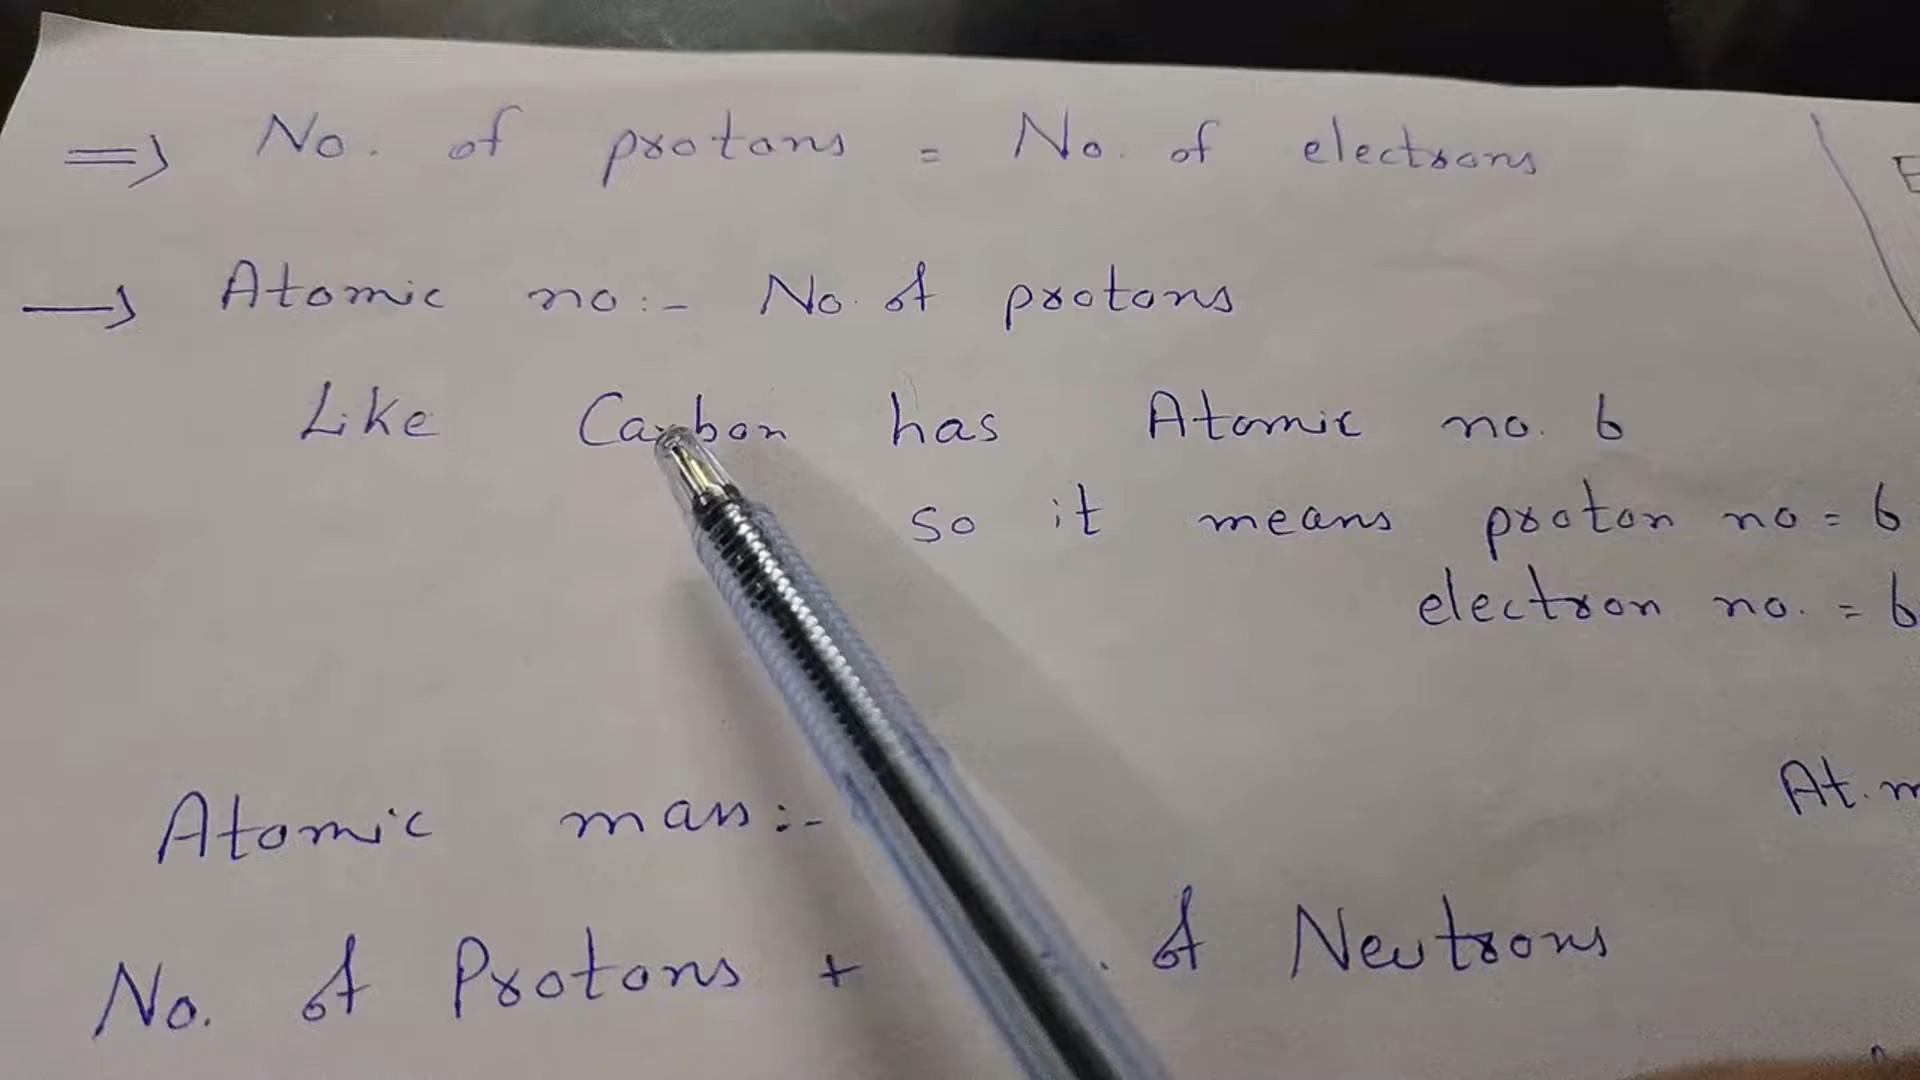 => No. of protons = No. of electrons
→ Atomic no:- No. of protons
Like Carbon has Atomic no. 6
so it means proton no = 6
electron no. = 6
Atomic mass:-
At.
No. of Protons + . of Neutrons